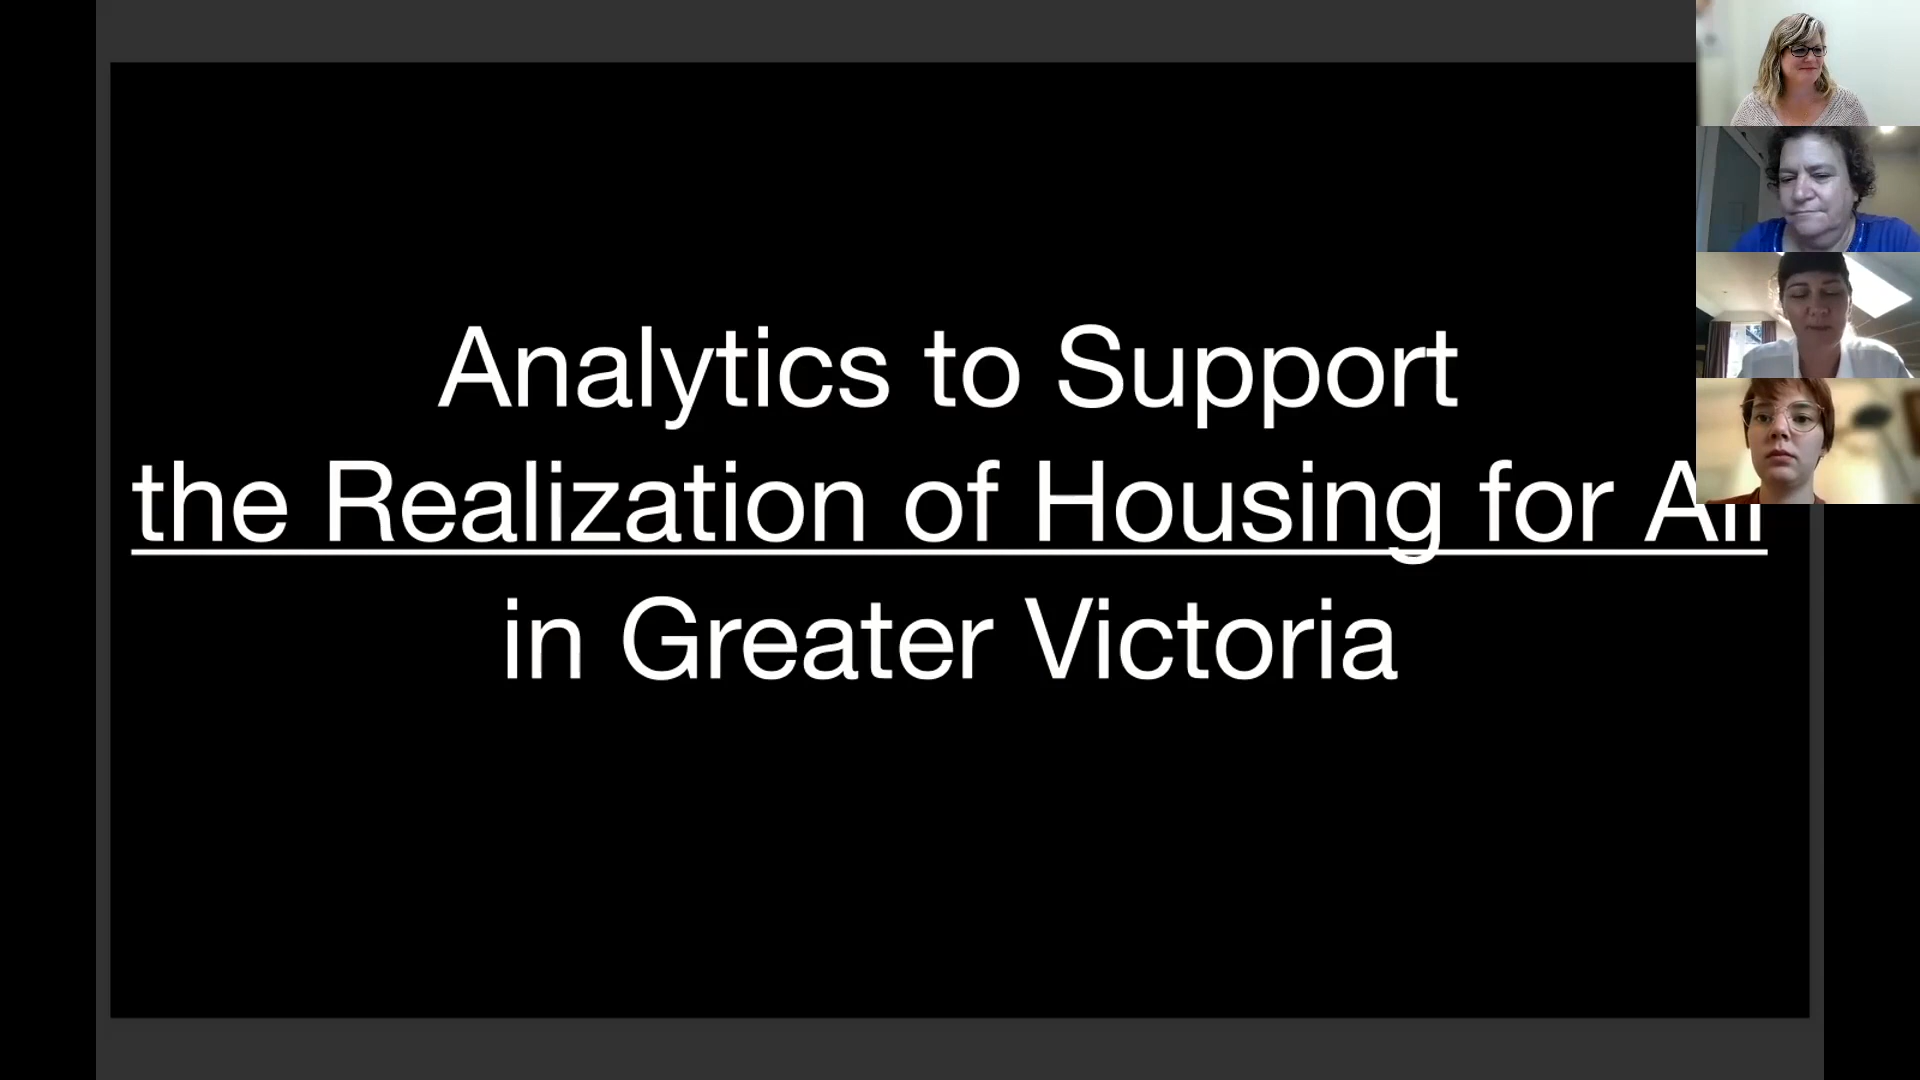 Analytics to Support
the Realization of Housing for All
in Greater Victoria